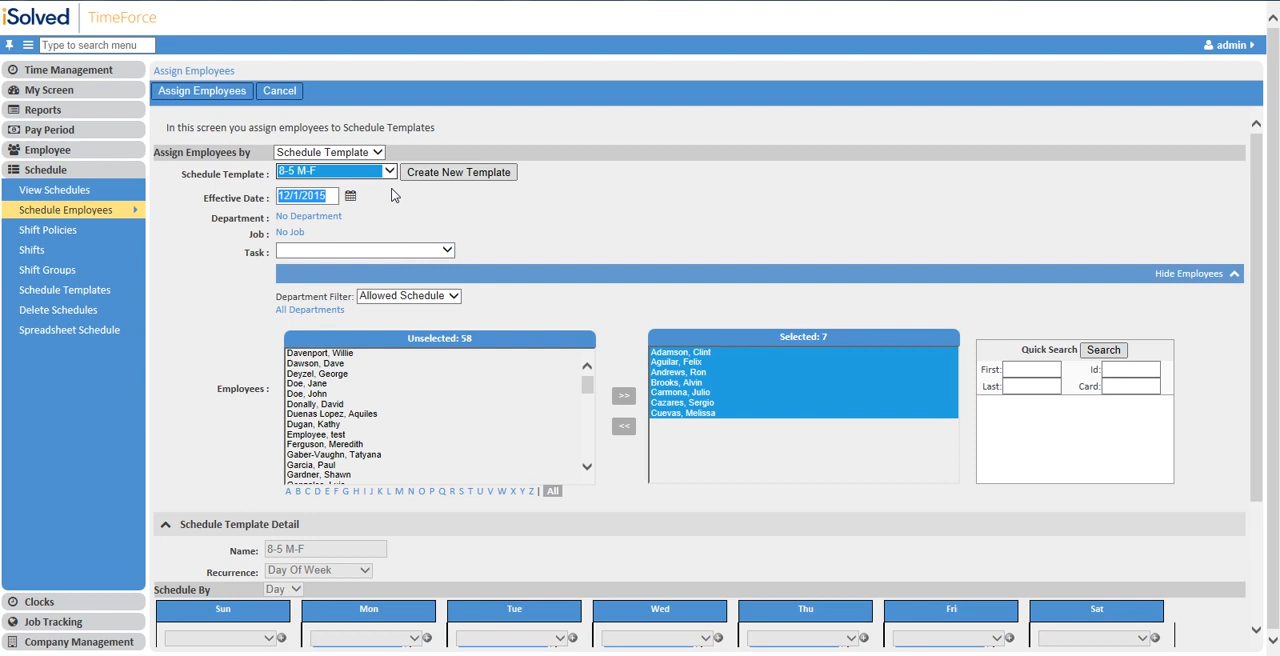 iSolved TimeForce
Type to search menu
admin
Time Management
My Screen
Reports
Pay Period
Employee
Schedule
View Schedules
Schedule Employees
Shift Policies
Shifts
Shift Groups
Schedule Templates
Delete Schedules
Spreadsheet Schedule
Clocks
Job Tracking
Company Management
Assign Employees
Assign Employees Cancel
In this screen you assign employees to Schedule Templates
Assign Employees by Schedule Template
Schedule Template : 8-5 M-F Create New Template
Effective Date : 12/1/2015
Department : No Department
Job : No Job
Task :
Hide Employees
Department Filter: Allowed Schedule
All Departments
Employees :
Unselected: 58
Davenport, Willie
Dawson, Dave
Deyzel, George
Doe, Jane
Doe, John
Donally, David
Duenas Lopez, Aquiles
Dugan, Kathy
Employee, test
Ferguson, Meredith
Gaber-Vaughn, Tatyana
Garcia, Paul
Gardner, Shawn
A B C D E F G H I J K L M N O P Q R S T U V W X Y Z | All
>>
<<
Selected: 7
Adamson, Clint
Aguilar, Felix
Andrews, Ron
Brooks, Alvin
Carmona, Julio
Cazares, Sergio
Cuevas, Melissa
Quick Search Search
First: Id:
Last: Card:
Schedule Template Detail
Name: 8-5 M-F
Recurrence: Day Of Week
Schedule By Day
Sun Mon Tue Wed Thu Fri Sat